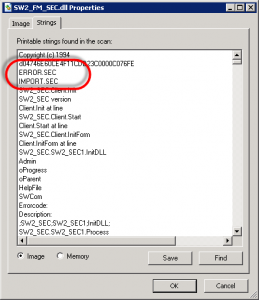 SW2_FM_SEC.dll Properties
Image Strings
Printable strings found in the scan:
Copyright (c) 1994
ERROR.SEC
IMPORT.SEC
SW2_SEC.Client.Init
SW2_SEC version
Client.Init at line
SW2_SEC.Client.Start
Client.Start at line
SW2_SEC.Client.InitForm
Client.InitForm at line
SW2_SEC.SW2_SEC1.InitDLL
Admin
oProgress
oParent
HelpFile
SWCom
Errorcode:
Description:
;SW2_SEC;SW2_SEC1;InitDLL;
SW2_SEC.SW2_SEC1.Process
Image Memory Save Find
OK Cancel